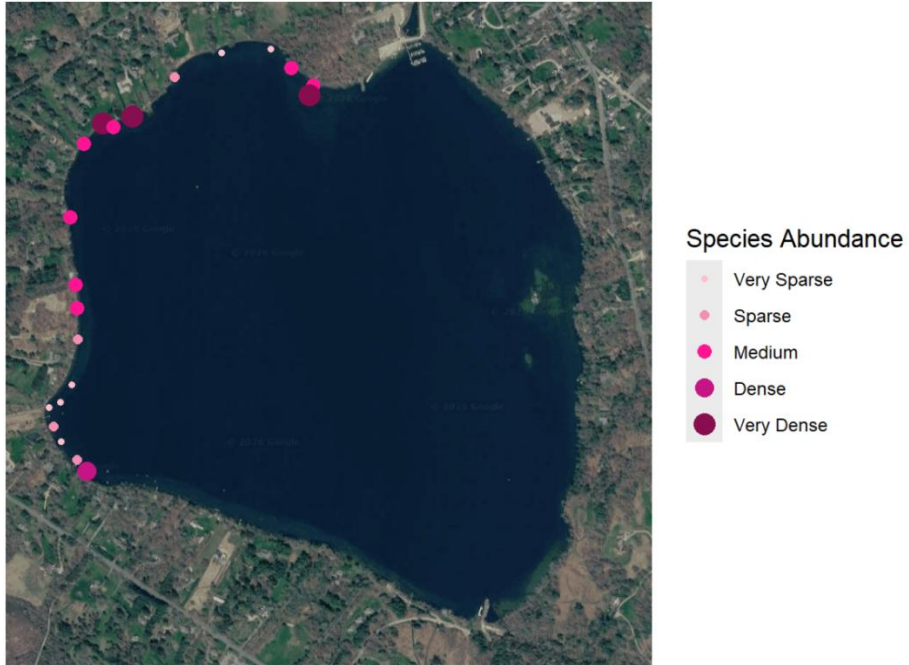 Species Abundance
Very Sparse
Sparse
Medium
Dense
Very Dense